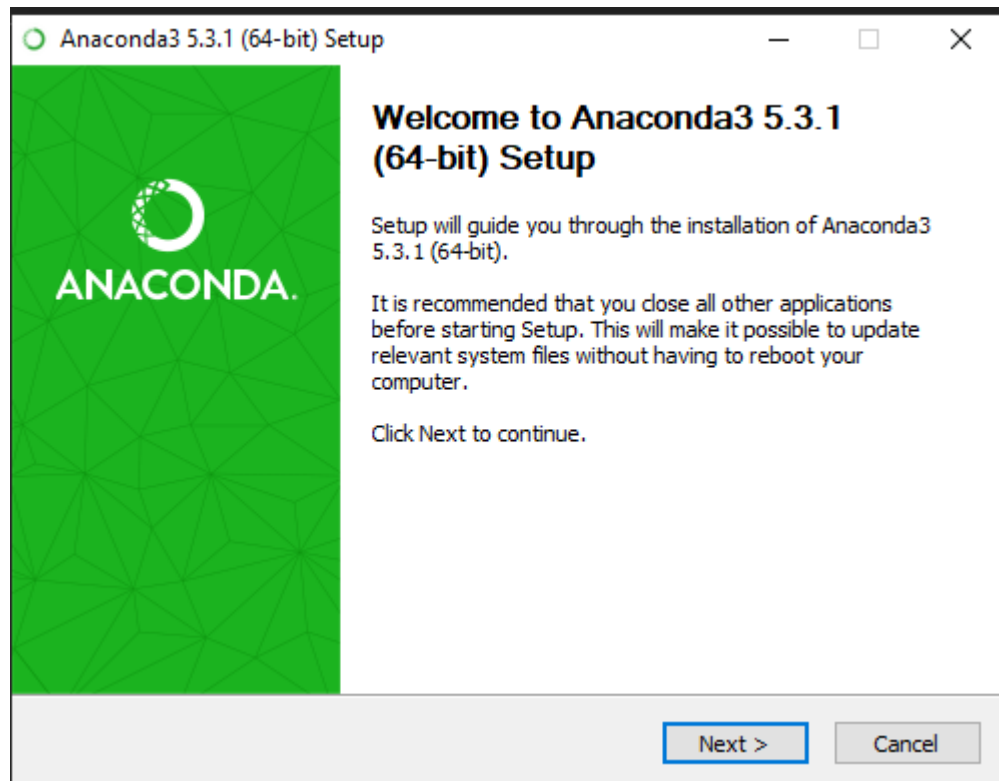 Anaconda3 5.3.1 (64-bit) Setup
ANACONDA.
Welcome to Anaconda3 5.3.1
(64-bit) Setup
Setup will guide you through the installation of Anaconda3
5.3.1 (64-bit).
It is recommended that you close all other applications
before starting Setup. This will make it possible to update
relevant system files without having to reboot your
computer.
Click Next to continue.
Next >
Cancel